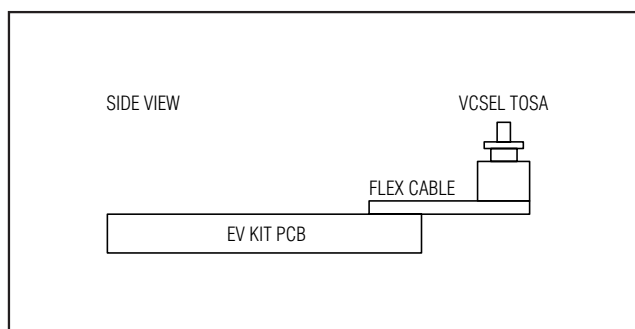 SIDE VIEW
VCSEL TOSA
FLEX CABLE
EV KIT PCB